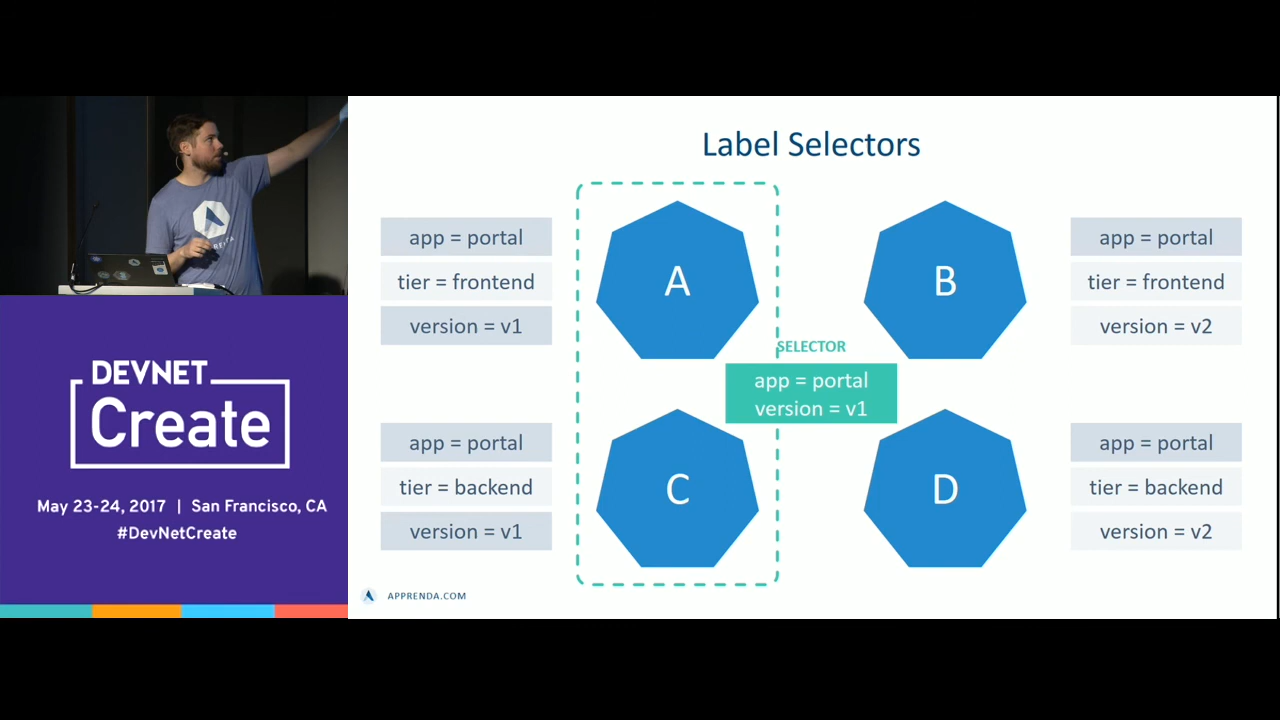 Label Selectors
app = portal
tier = frontend
version = v1
A
B
app = portal
tier = frontend
version = v2
SELECTOR
app = portal
version = v1
app = portal
tier = backend
version = v1
C
D
app = portal
tier = backend
version = v2
APPRENDA.COM
DEVNET
Create
May 23-24, 2017 | San Francisco, CA
#DevNetCreate